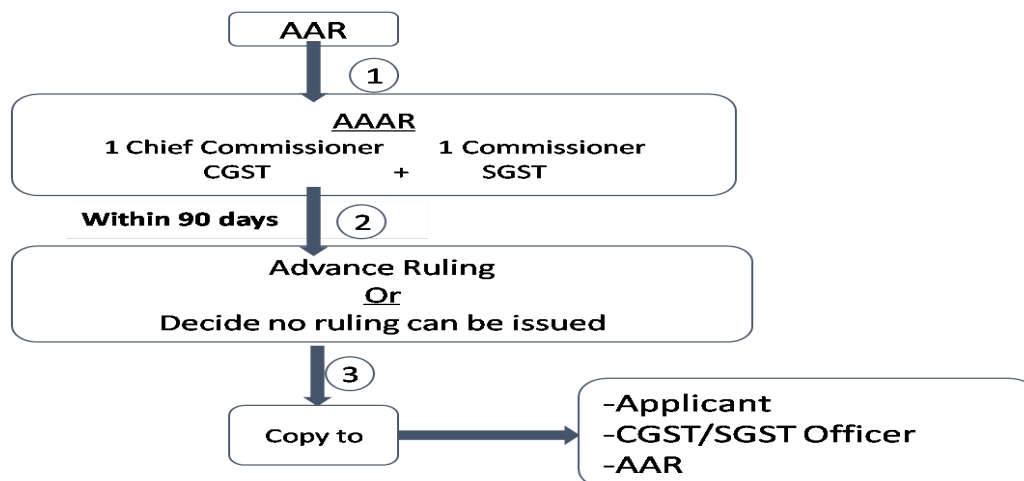 AAR
1
AAAR
1 Chief Commissioner 1 Commissioner
CGST + SGST
Within 90 days
2
Advance Ruling
Or
Decide no ruling can be issued
3
Copy to
-Applicant
-CGST/SGST Officer
-AAR